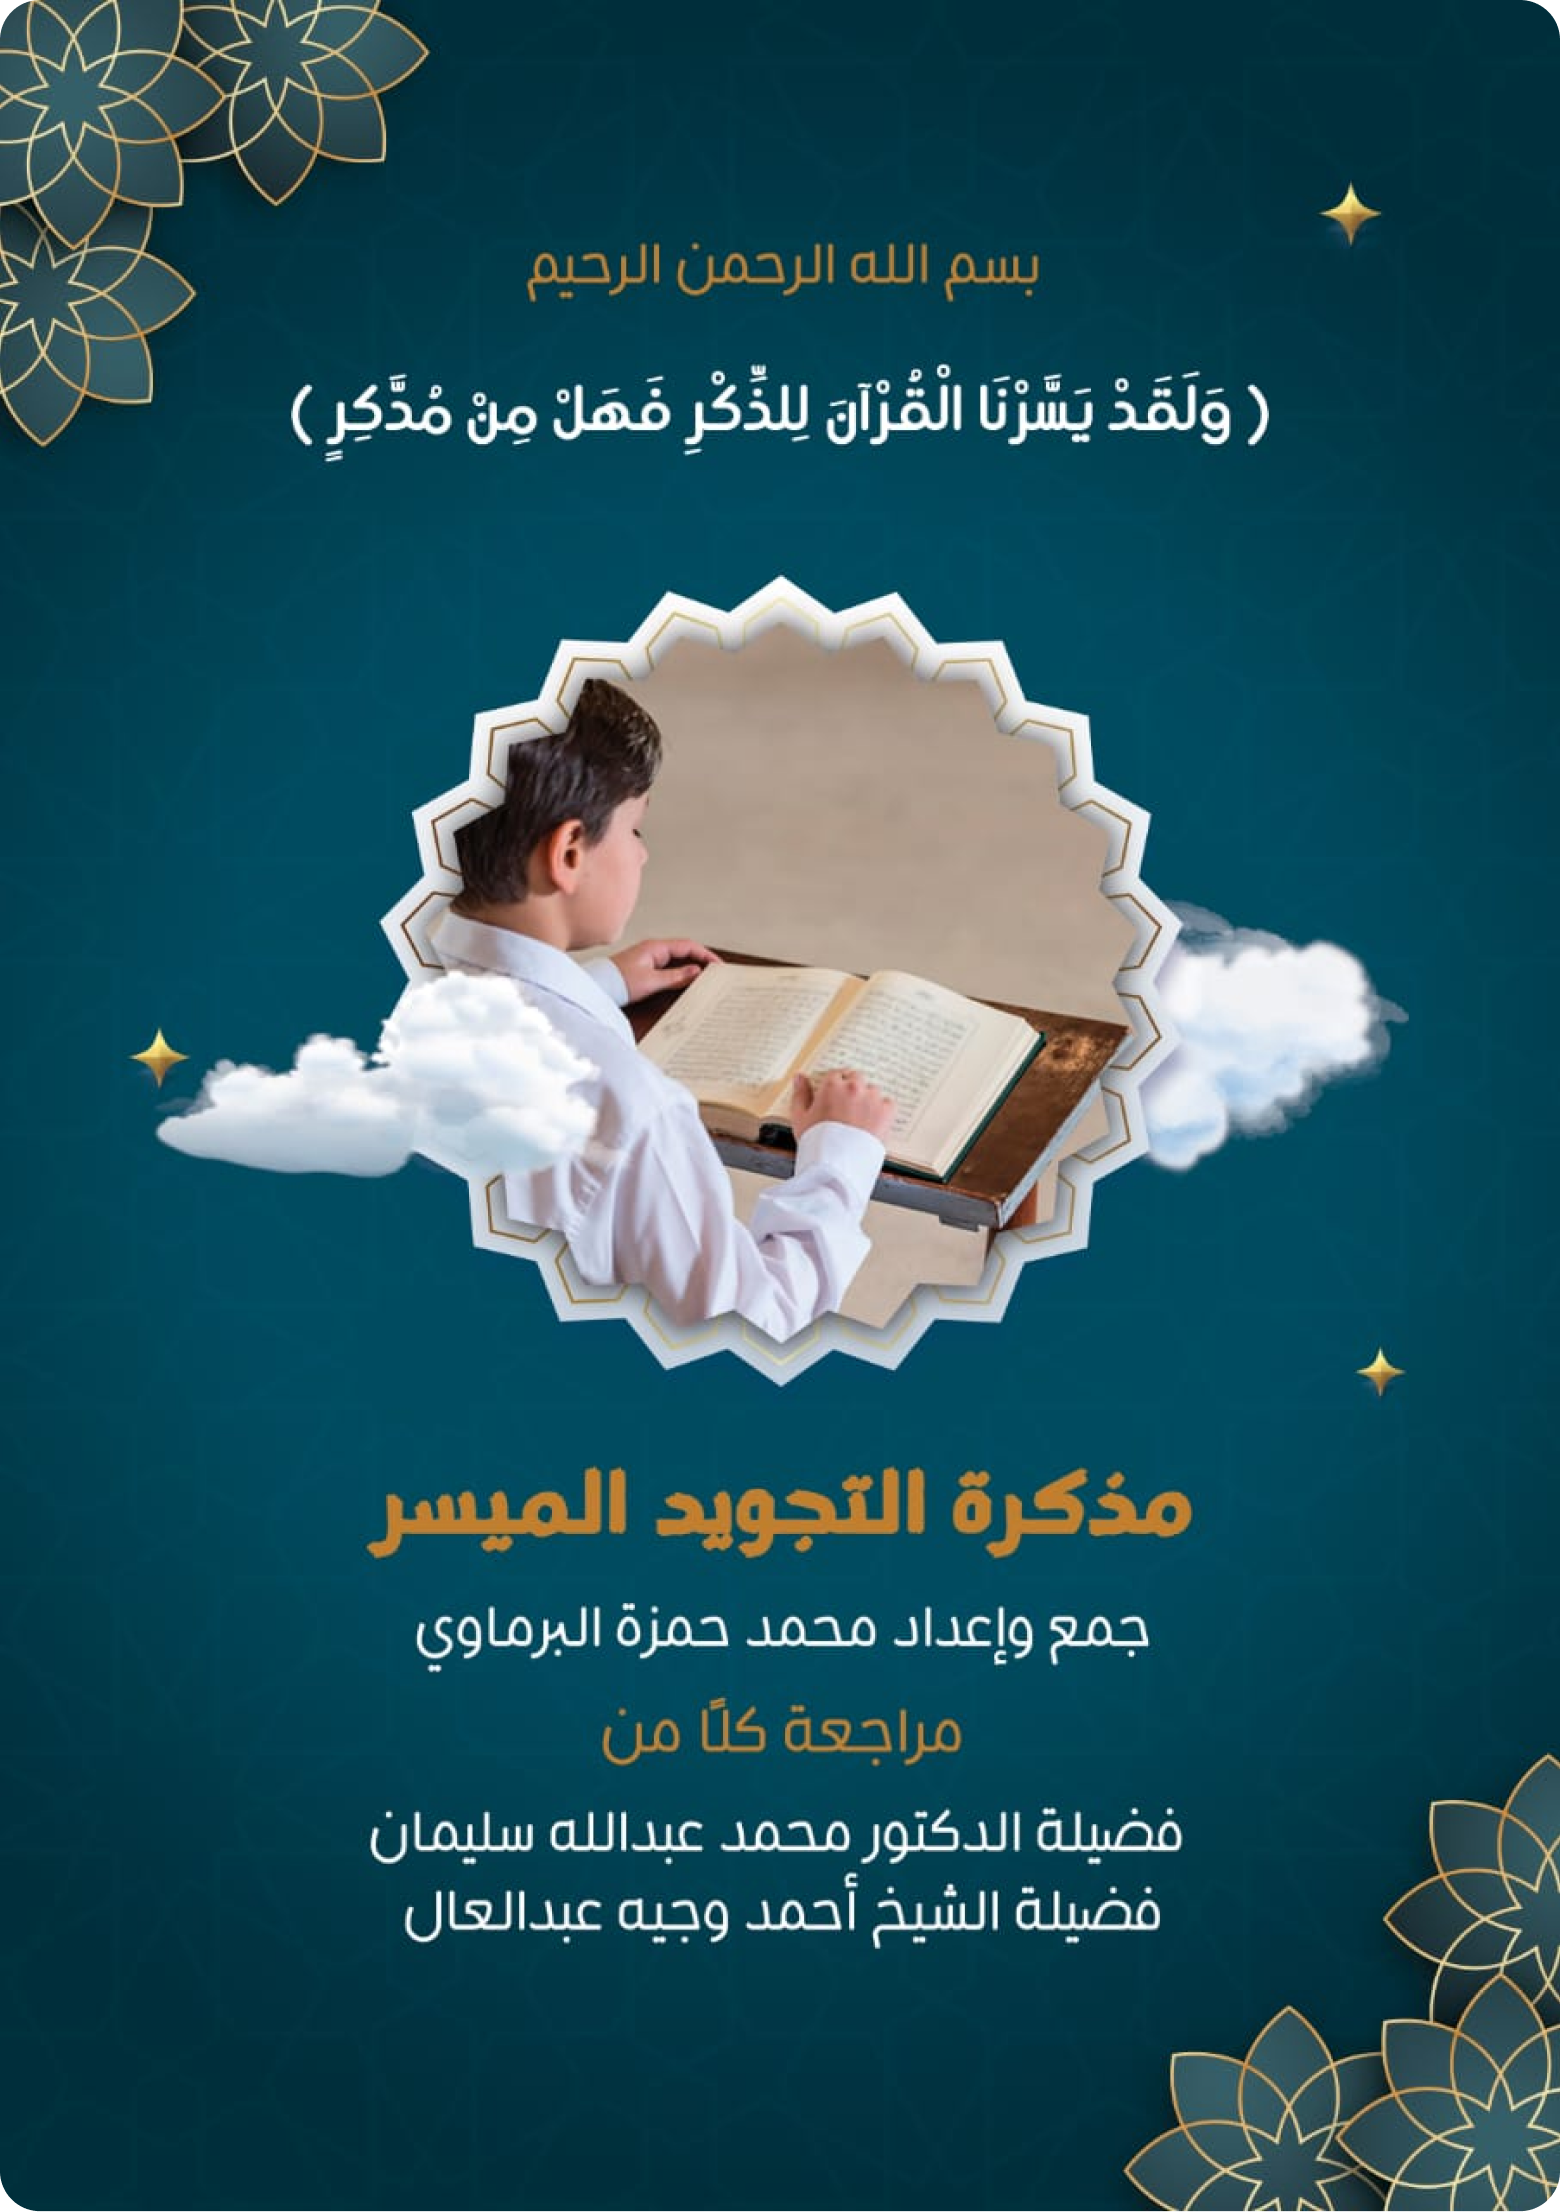 بسم الله الرحمن الرحيم
( وَلَقَدْ يَسَّرْنَا الْقُرْآنَ لِلذِّكْرِ فَهَلْ مِنْ مُدَّكِرٍ )
مذكرة التجويد الميسر
جمع وإعداد محمد حمزة البرماوي
مراجعة كلًا من
فضيلة الدكتور محمد عبدالله سليمان
فضيلة الشيخ أحمد وجيه عبدالعال